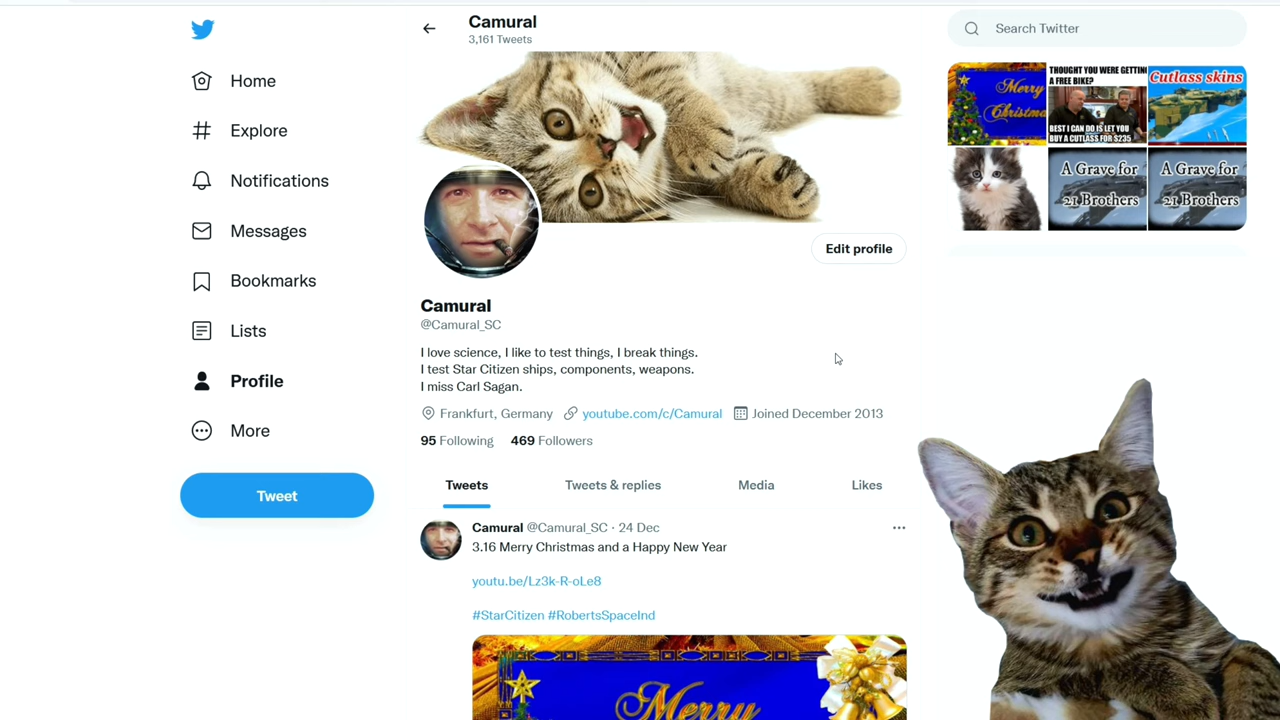 Camural
3,161 Tweets
Search Twitter
Home
Explore
Notifications
Messages
Bookmarks
Lists
Profile
More
Tweet
Merry
Christmas
THOUGHT YOU WERE GETTING
A FREE BIKE?
BEST I CAN DO IS LET YOU
BUY A CUTLASS FOR $235
Cutlass skins
A Grave for
21 Brothers
A Grave for
21 Brothers
Edit profile
Camural
@Camural_SC
I love science, I like to test things, I break things.
I test Star Citizen ships, components, weapons.
I miss Carl Sagan.
Frankfurt, Germany youtube.com/c/Camural Joined December 2013
95 Following 469 Followers
Tweets Tweets & replies Media Likes
Camural @Camural_SC · 24 Dec
3.16 Merry Christmas and a Happy New Year
youtu.be/Lz3k-R-oLe8
#StarCitizen #RobertsSpaceInd
Merry